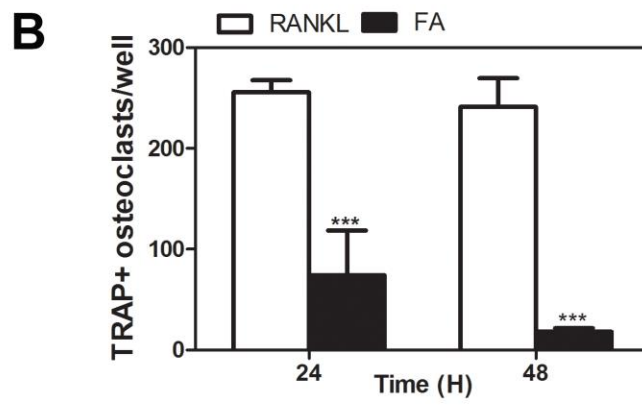 B
RANKL FA
TRAP+ osteoclasts/well
300
200
100
0
***
***
24
48
Time (H)